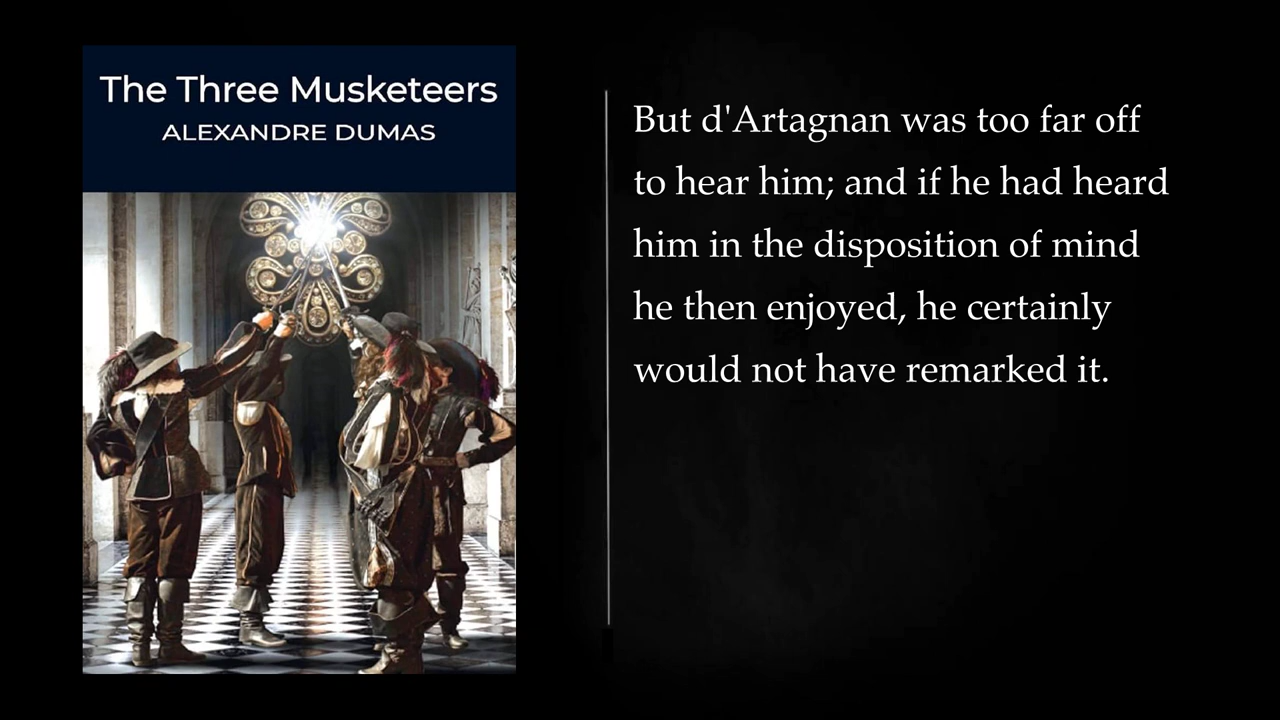 The Three Musketeers
ALEXANDRE DUMAS
But d'Artagnan was too far off
to hear him; and if he had heard
him in the disposition of mind
he then enjoyed, he certainly
would not have remarked it.